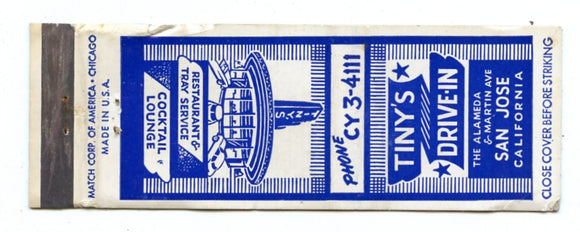 CLOSE COVER BEFORE STRIKING
TINY'S
DRIVE-IN
THE ALAMEDA
& MARTIN AVE
SAN JOSE
CALIFORNIA
PHONE
CY 3-4111
TINYS
RESTAURANT &
TRAY SERVICE
COCKTAIL
LOUNGE
MATCH CORP. OF AMERICA • CHICAGO
MADE IN U.S.A.